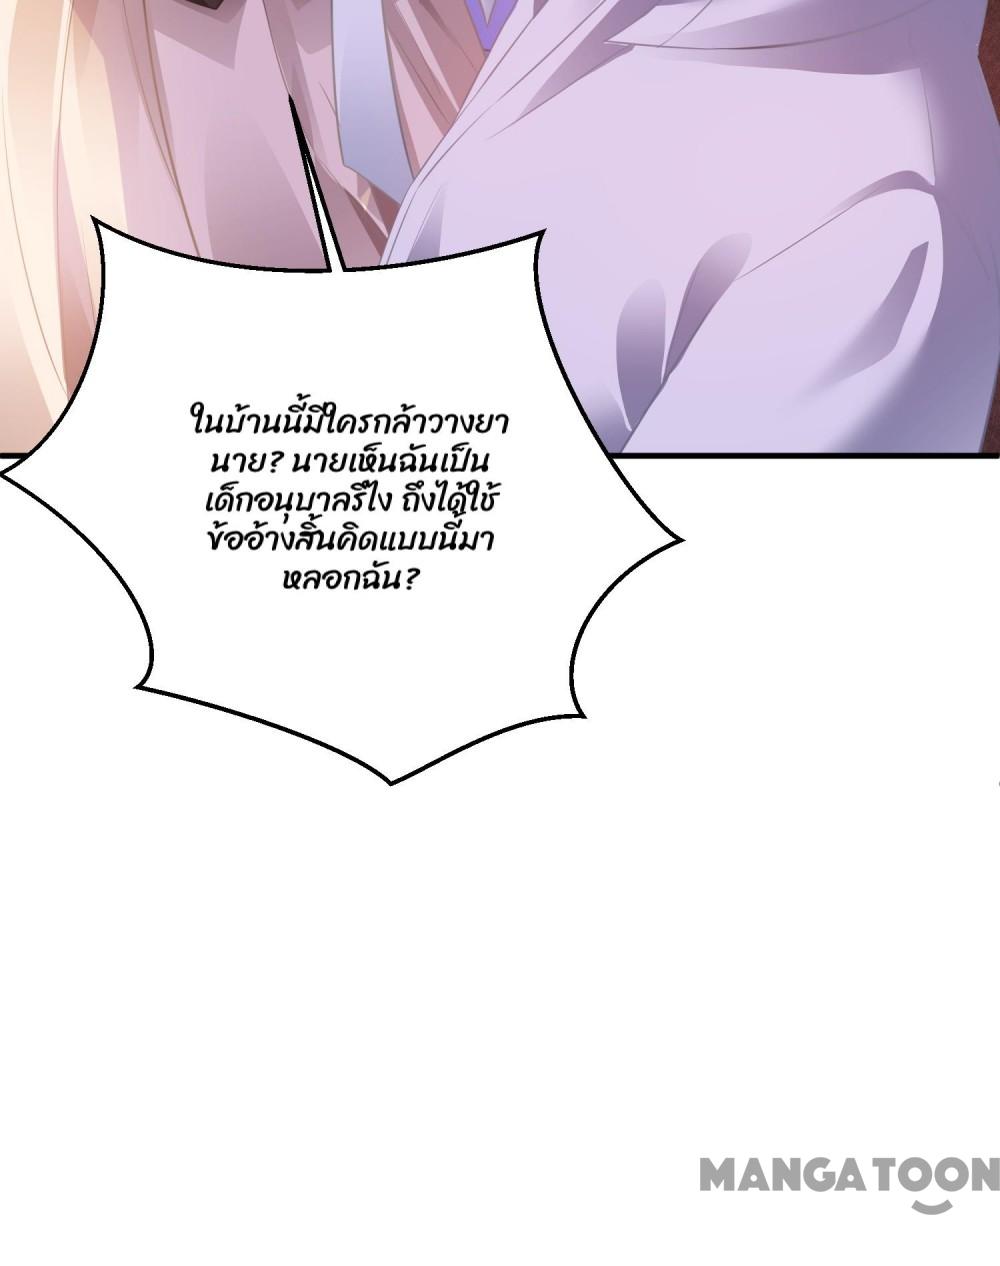 ในบ้านนี้มีใครกล้าวางยา
นาย? นายเห็นฉันเป็น
เด็กอนุบาลรึไง ถึงได้ใช้
ข้ออ้างสิ้นคิดแบบนี้มา
หลอกฉัน?
MANGATOON